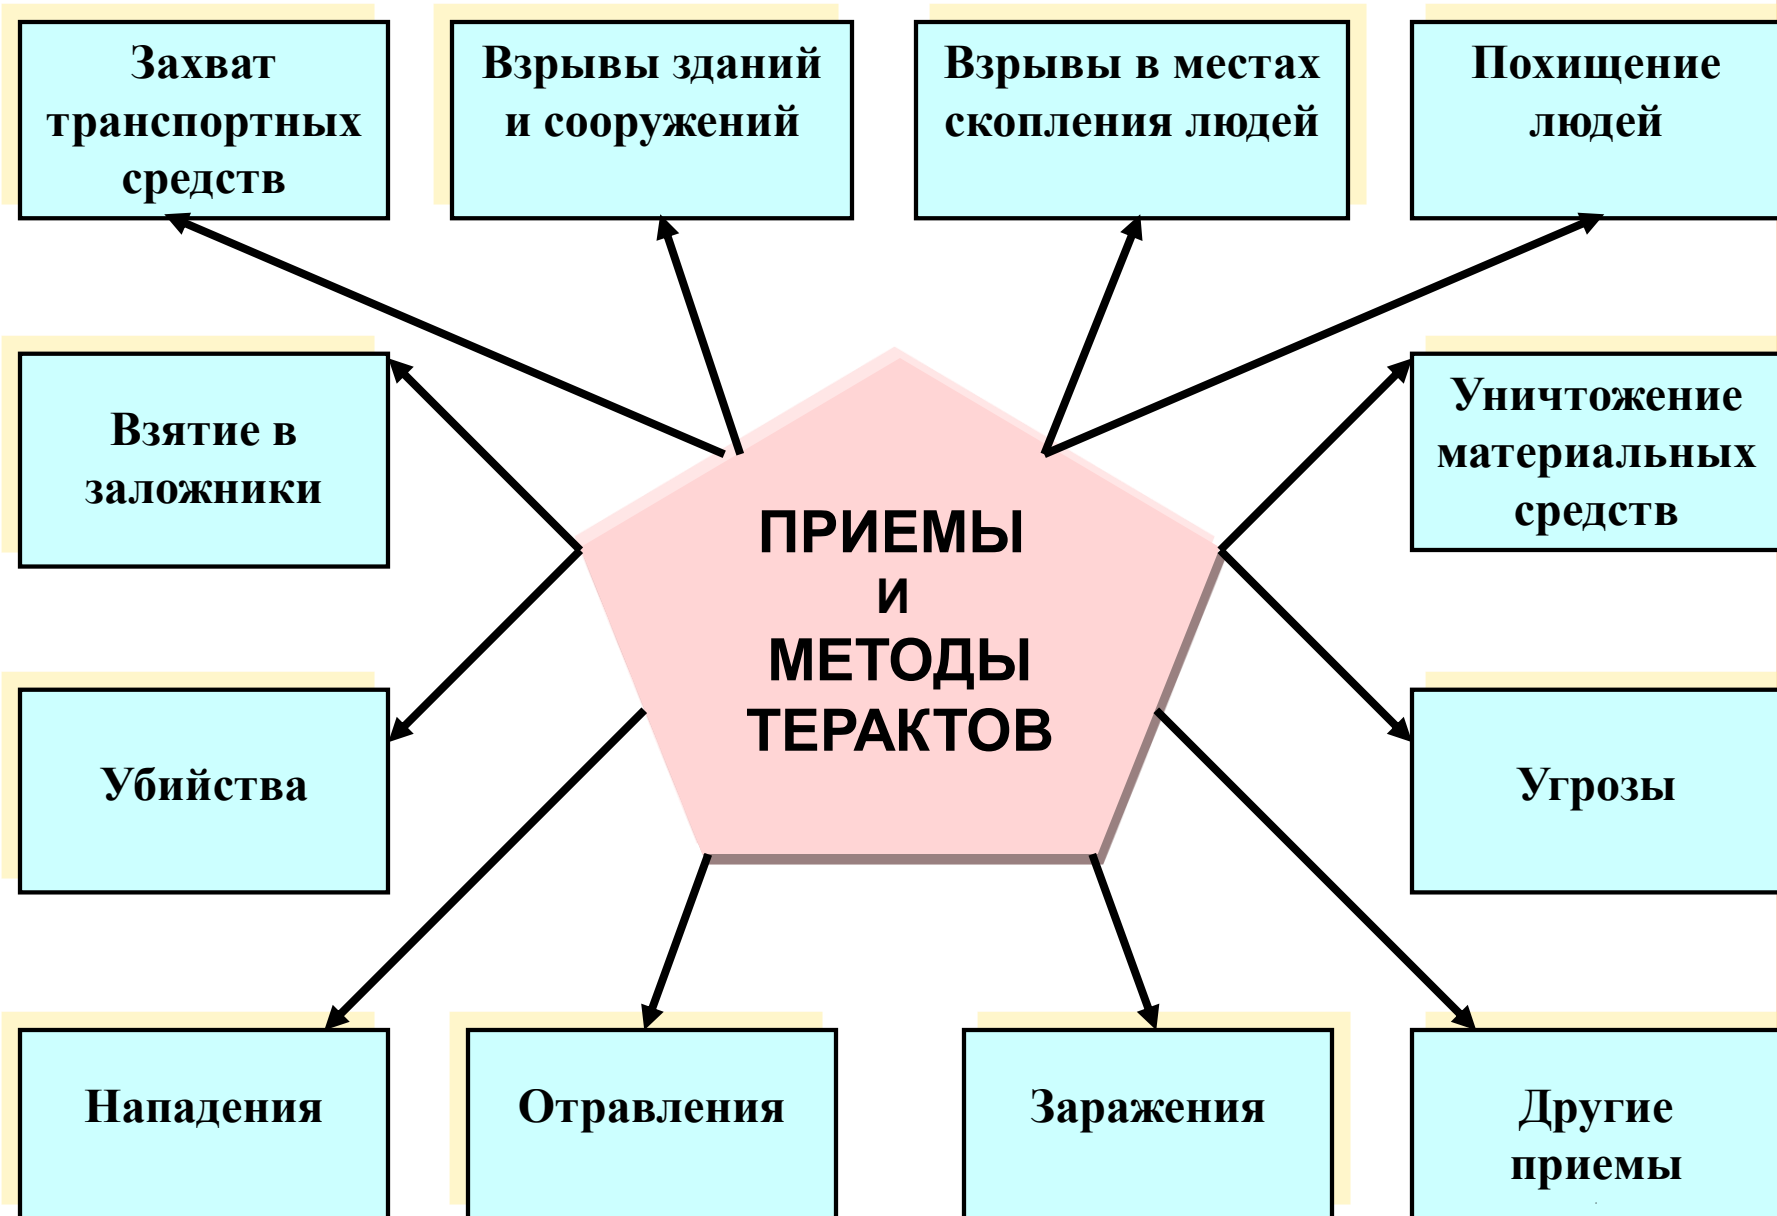 Захват
транспортных
средств
Взрывы зданий
и сооружений
Взрывы в местах
скопления людей
Похищение
людей
Взятие в
заложники
Уничтожение
материальных
средств
ПРИЕМЫ
И
МЕТОДЫ
ТЕРАКТОВ
Убийства
Угрозы
Нападения
Отравления
Заражения
Другие
приемы